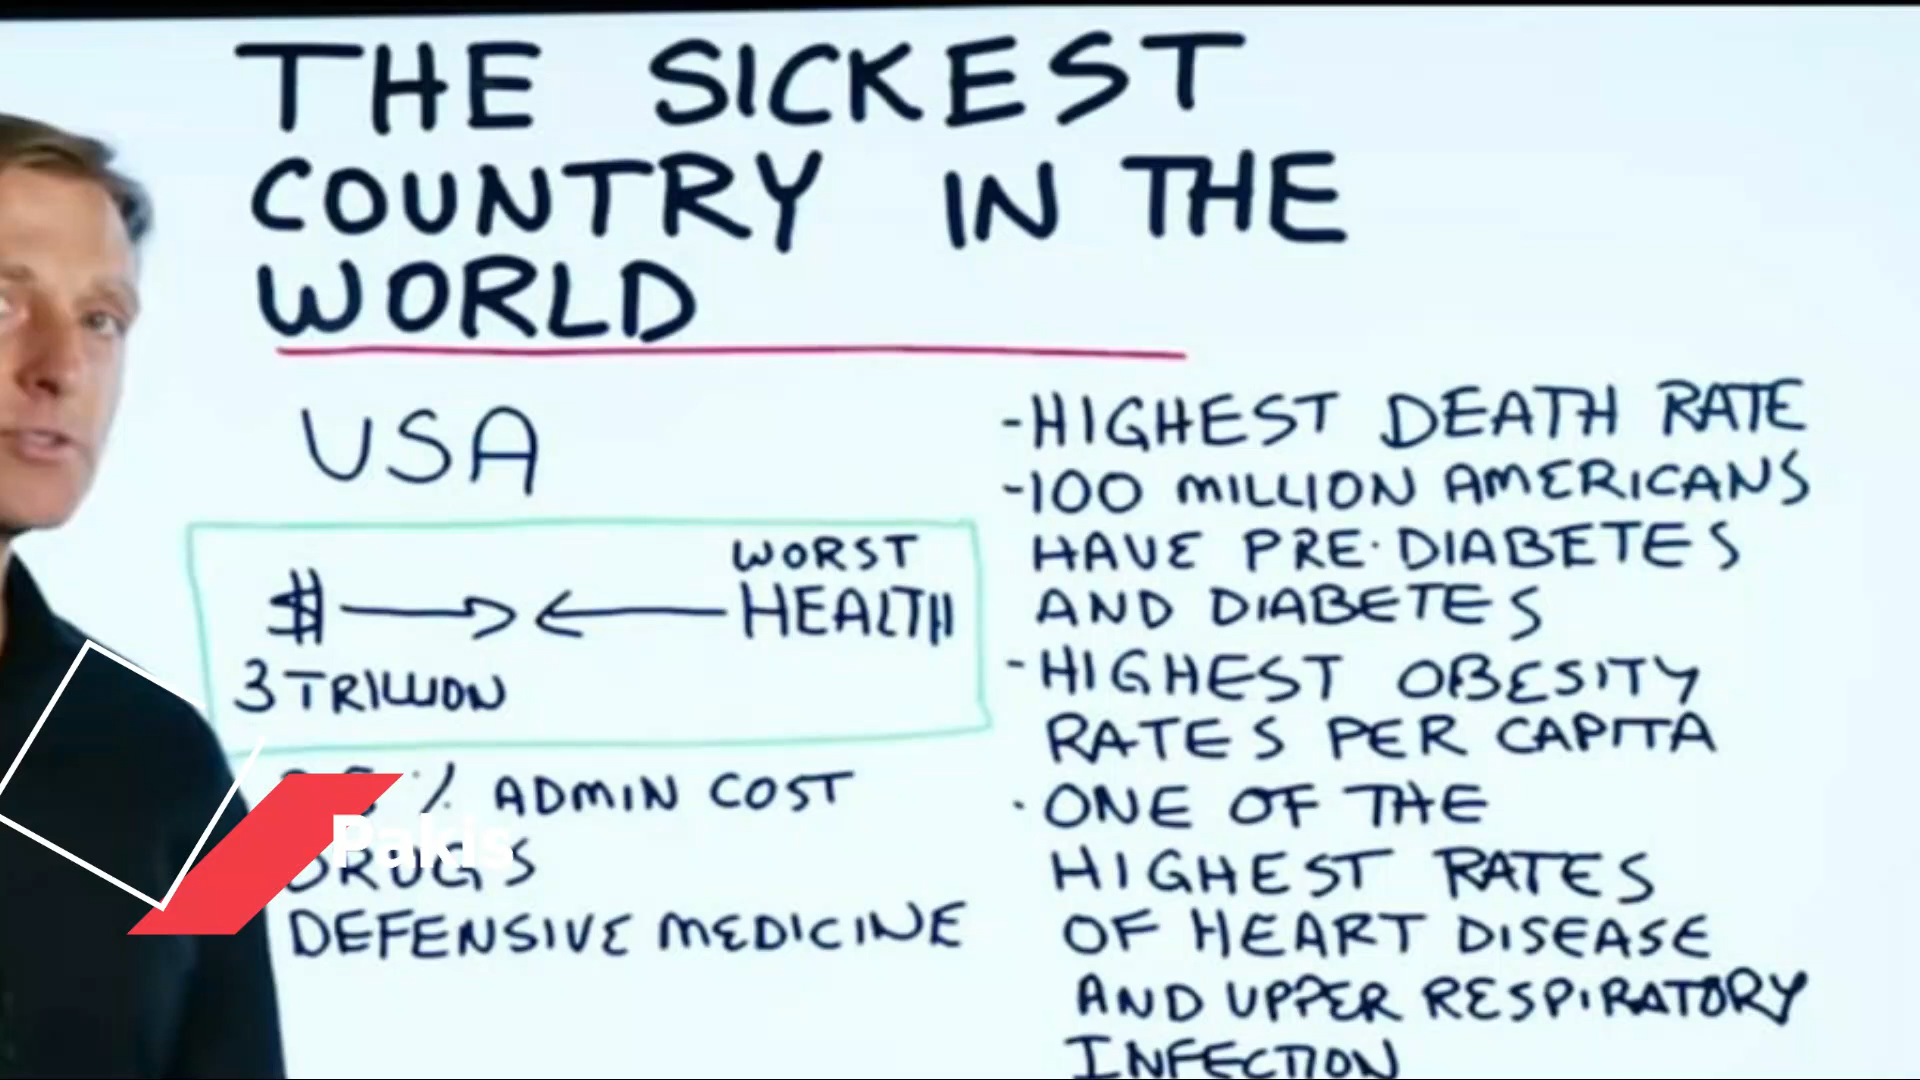 THE SICKEST
COUNTRY IN THE
WORLD
USA
$ WORST HEALTH
3 TRILLION
% ADMIN COST
DRUGS
DEFENSIVE MEDICINE
-HIGHEST DEATH RATE
-100 MILLION AMERICANS
HAVE PRE-DIABETES
AND DIABETES
-HIGHEST OBESITY
RATES PER CAPITA
·ONE OF THE
HIGHEST RATES
OF HEART DISEASE
AND UPPER RESPIRATORY
INFECTION
Pakis